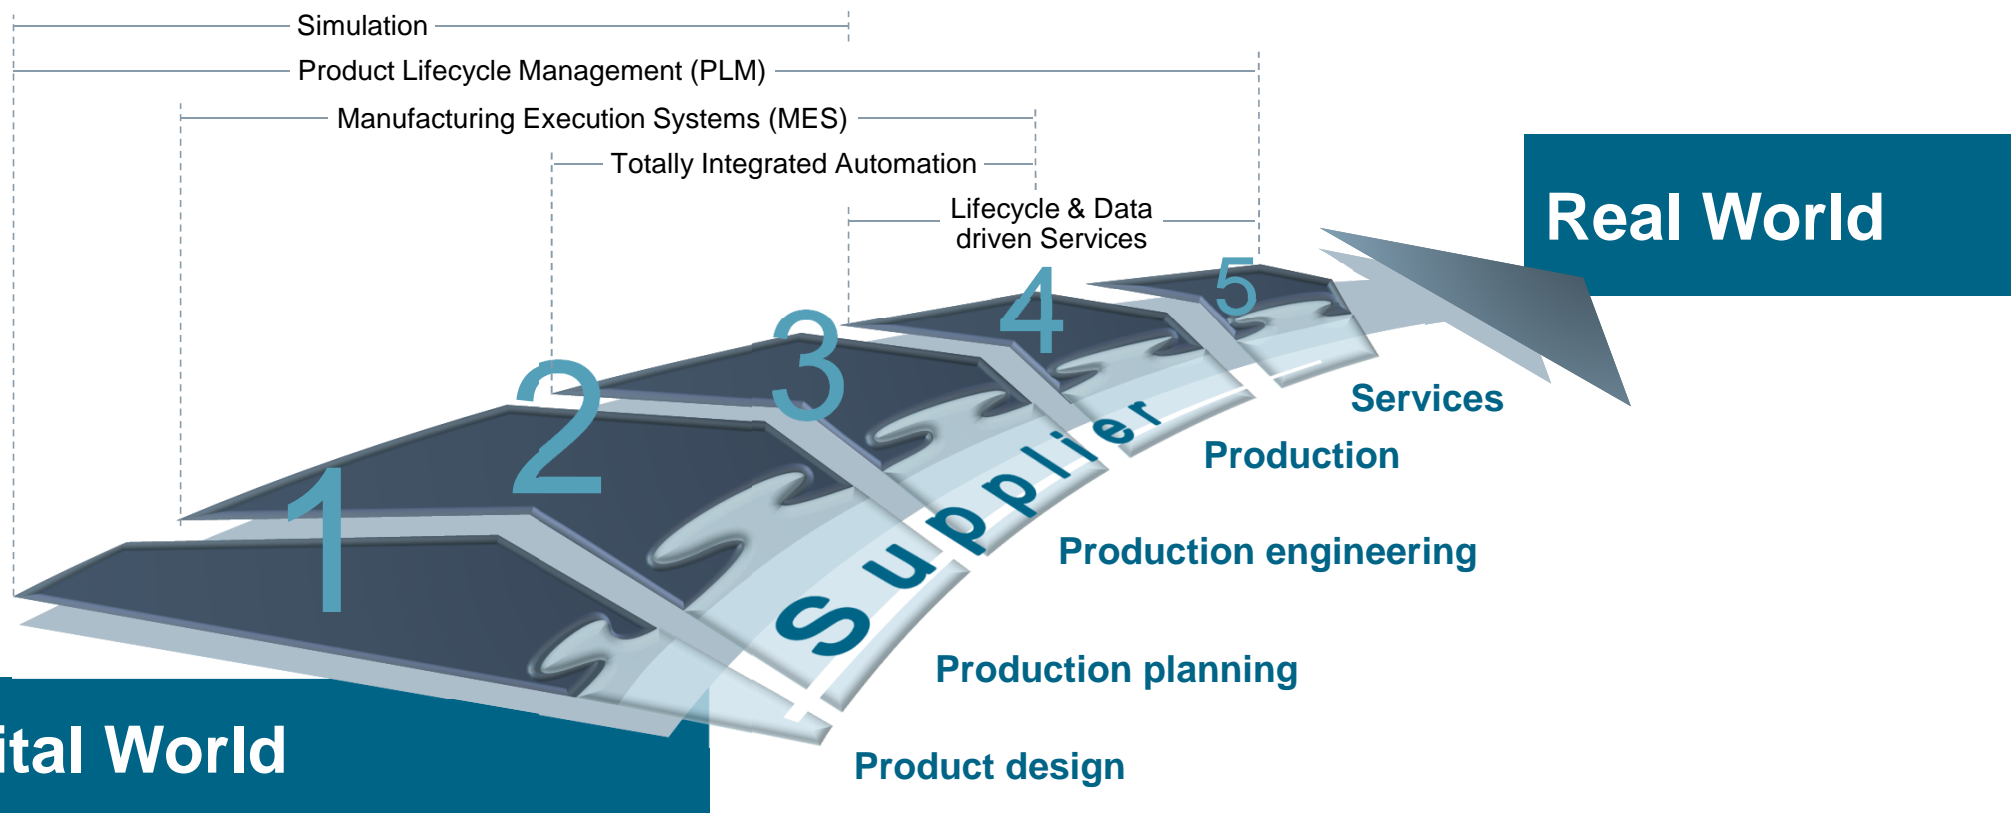 Simulation
Product Lifecycle Management (PLM)
Manufacturing Execution Systems (MES)
Totally Integrated Automation
Lifecycle & Data
driven Services
Real World
5
4
3
2
1
Supplier
Services
Production
Production engineering
Production planning
Product design
ital World